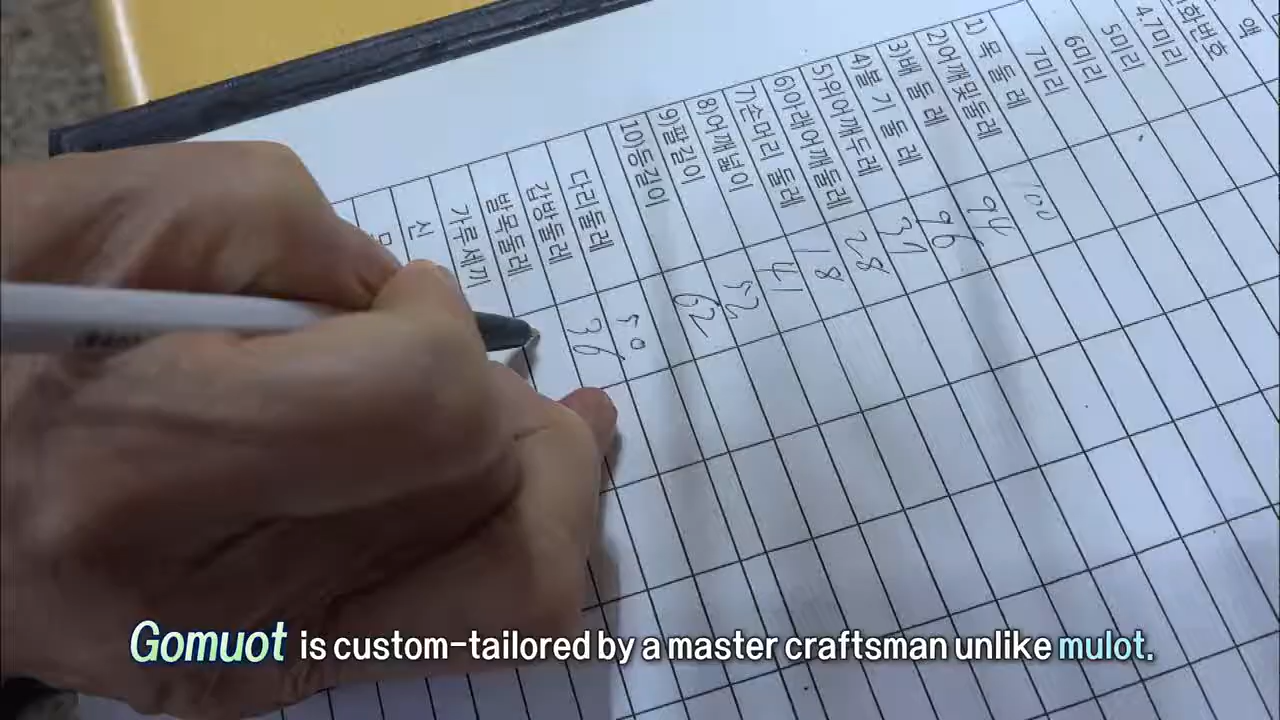 액
화번호
4.7미리
5미리
6미리
7미리
1) 목 둘 레
2)어깨밑둘레 100
3)배 둘 레 94
4)볼 기 둘 레 96
5)위어깨두레 37
6)아래어깨둘레 28
7)소머리 둘레 18
8)어깨넓이 41
9)팔길이 52
10)등길이 62
다리둘레 50
감방둘레 36
발목둘레
가루세끼
신
Gomuot is custom-tailored by a master craftsman unlike mulot.